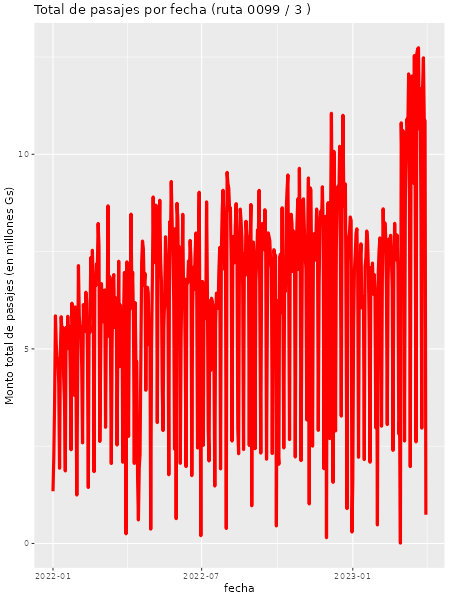 Total de pasajes por fecha (ruta 0099 / 3 )
Monto total de pasajes (en millones Gs)
10
5
0
2022-01
2022-07
2023-01
fecha